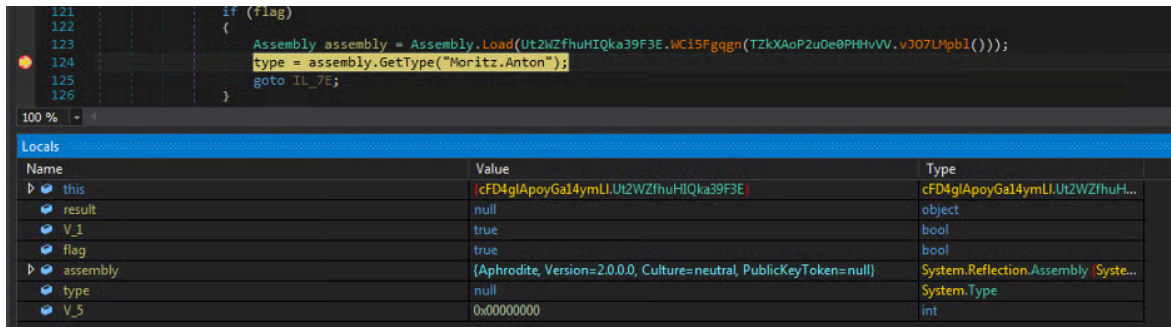 121 if (flag)
122 {
123 Assembly assembly = Assembly.Load(Ut2WZfhuHIQka39F3E.WCi5Fgqgn(TZkXAoP2uOe0PHHvVV.vJO7LMpbl()));
124 type = assembly.GetType("Moritz.Anton");
125 goto IL_7E;
126 }
100 %
Locals
Name Value Type
this {cFD4glApoyGa14ymLI.Ut2WZfhuHIQka39F3E} cFD4glApoyGa14ymLI.Ut2WZfhuH...
result null object
V_1 true bool
flag true bool
assembly {Aphrodite, Version=2.0.0.0, Culture=neutral, PublicKeyToken=null} System.Reflection.Assembly {Syste...
type null System.Type
V_5 0x00000000 int